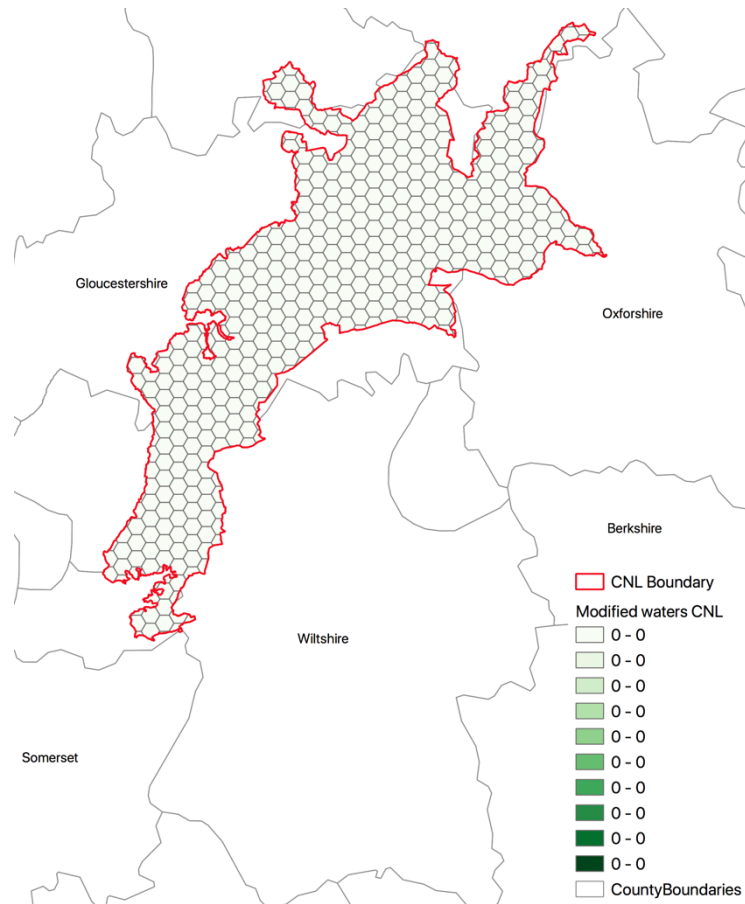 Gloucestershire
Oxforshire
Berkshire
CNL Boundary
Modified waters CNL
0 - 0
0 - 0
0 - 0
0 - 0
0 - 0
0 - 0
0 - 0
0 - 0
0 - 0
0 - 0
CountyBoundaries
Wiltshire
Somerset